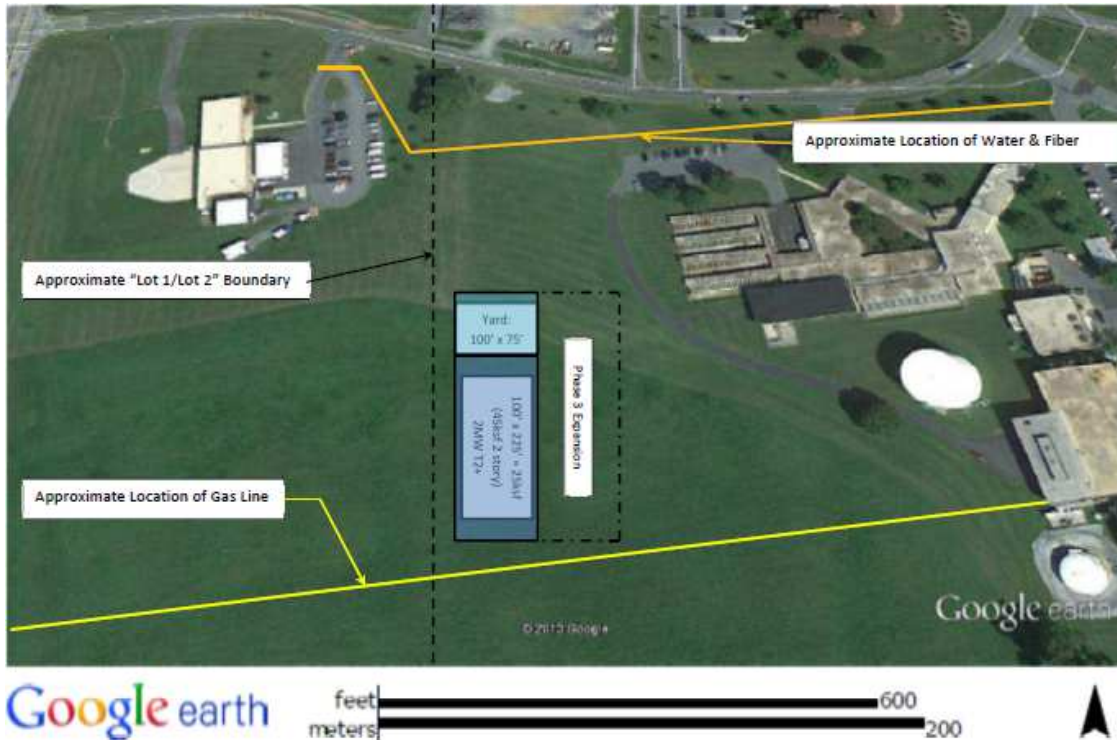 Approximate Location of Water & Fiber
Approximate "Lot 1/Lot 2" Boundary
Yard:
100' x 75'
Phase 3 Expansion
100' x 225' = 25ksf
(45ksf 2 story)
2MW T2+
Approximate Location of Gas Line
Google earth
© 2013 Google
Google earth
feet 600
meters 200